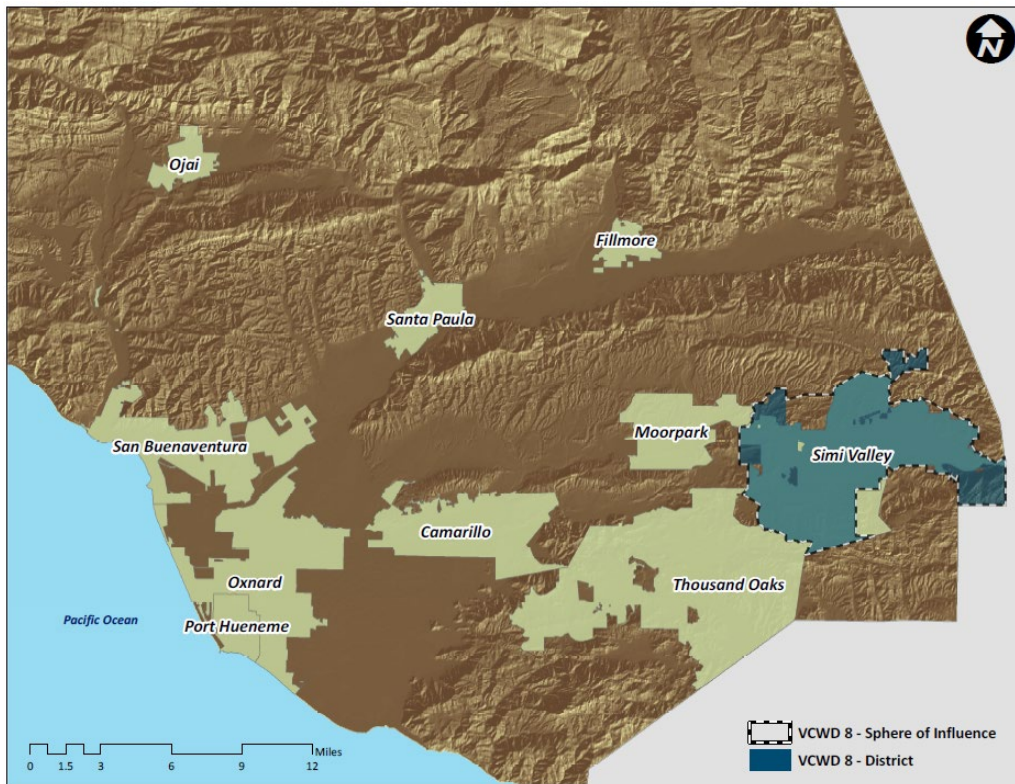 N
Ojai
Fillmore
Santa Paula
San Buenaventura
Moorpark
Simi Valley
Camarillo
Oxnard
Thousand Oaks
Pacific Ocean
Port Hueneme
VCWD 8 - Sphere of Influence
VCWD 8 - District
Miles
0 1.5 3 6 9 12